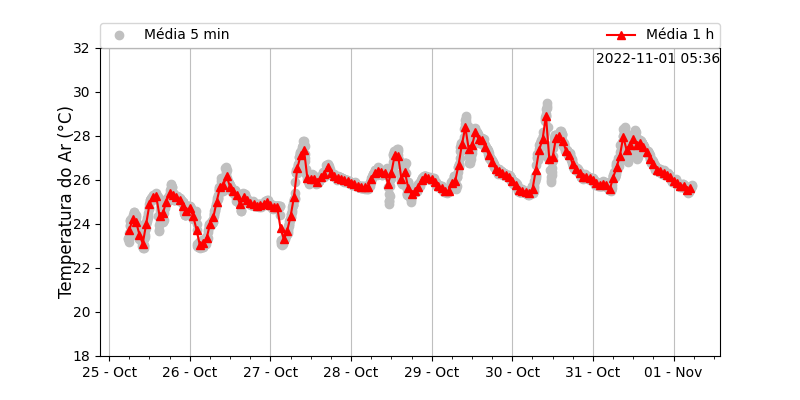 Média 5 min
Média 1 h
2022-11-01 05:36
Temperatura do Ar (°C)
32
30
28
26
24
22
20
18
25 - Oct
26 - Oct
27 - Oct
28 - Oct
29 - Oct
30 - Oct
31 - Oct
01 - Nov